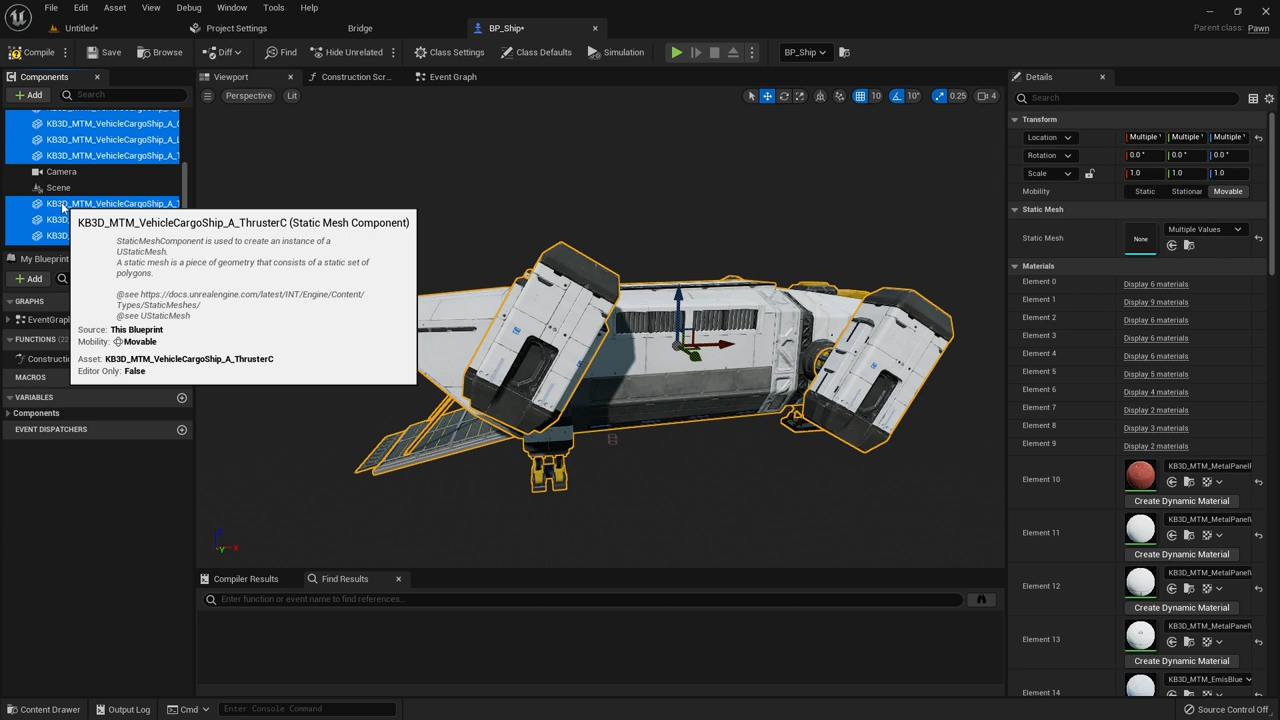 File Edit Asset View Debug Window Tools Help
Untitled* Project Settings Bridge BP_Ship* Parent class: Pawn
Compile Save Browse Diff Find Hide Unrelated Class Settings Class Defaults Simulation BP_Ship
Components Viewport Construction Scr... Event Graph Details
Add Search Perspective Lit 10 10° 0.25 4 Search
Transform
KB3D_MTM_VehicleCargoShip_A_
KB3D_MTM_VehicleCargoShip_A_
KB3D_MTM_VehicleCargoShip_A_
Camera
Scene
KB3D_MTM_VehicleCargoShip_A_
KB3D_
KB3D_
KB3D_MTM_VehicleCargoShip_A_ThrusterC (Static Mesh Component)
StaticMeshComponent is used to create an instance of a
UStaticMesh.
A static mesh is a piece of geometry that consists of a static set of
polygons.
@see https://docs.unrealengine.com/latest/INT/Engine/Content/
Types/StaticMeshes/
@see UStaticMesh
Source: This Blueprint
Mobility: Movable
Asset: KB3D_MTM_VehicleCargoShip_A_ThrusterC
Editor Only: False
My Blueprint
Add
GRAPHS
EventGrap
FUNCTIONS (22
Constructio
MACROS
VARIABLES
Components
EVENT DISPATCHERS
Location Multiple Multiple Multiple
Rotation 0.0 ° 0.0 ° 0.0 °
Scale 1.0 1.0 1.0
Mobility Static Stationar Movable
Static Mesh
Static Mesh None Multiple Values
Materials
Element 0 Display 6 materials
Element 1 Display 9 materials
Element 2 Display 6 materials
Element 3 Display 6 materials
Element 4 Display 6 materials
Element 5 Display 5 materials
Element 6 Display 4 materials
Element 7 Display 2 materials
Element 8 Display 3 materials
Element 9 Display 2 materials
Element 10 KB3D_MTM_MetalPanelF
Create Dynamic Material
Element 11 KB3D_MTM_MetalPanelV
Create Dynamic Material
Element 12 KB3D_MTM_MetalPanelV
Create Dynamic Material
Element 13 KB3D_MTM_MetalPanelV
Create Dynamic Material
Element 14 KB3D_MTM_EmisBlue
Z X Y
Compiler Results Find Results
Enter function or event name to find references...
Content Drawer Output Log Cmd Enter Console Command Source Control Off